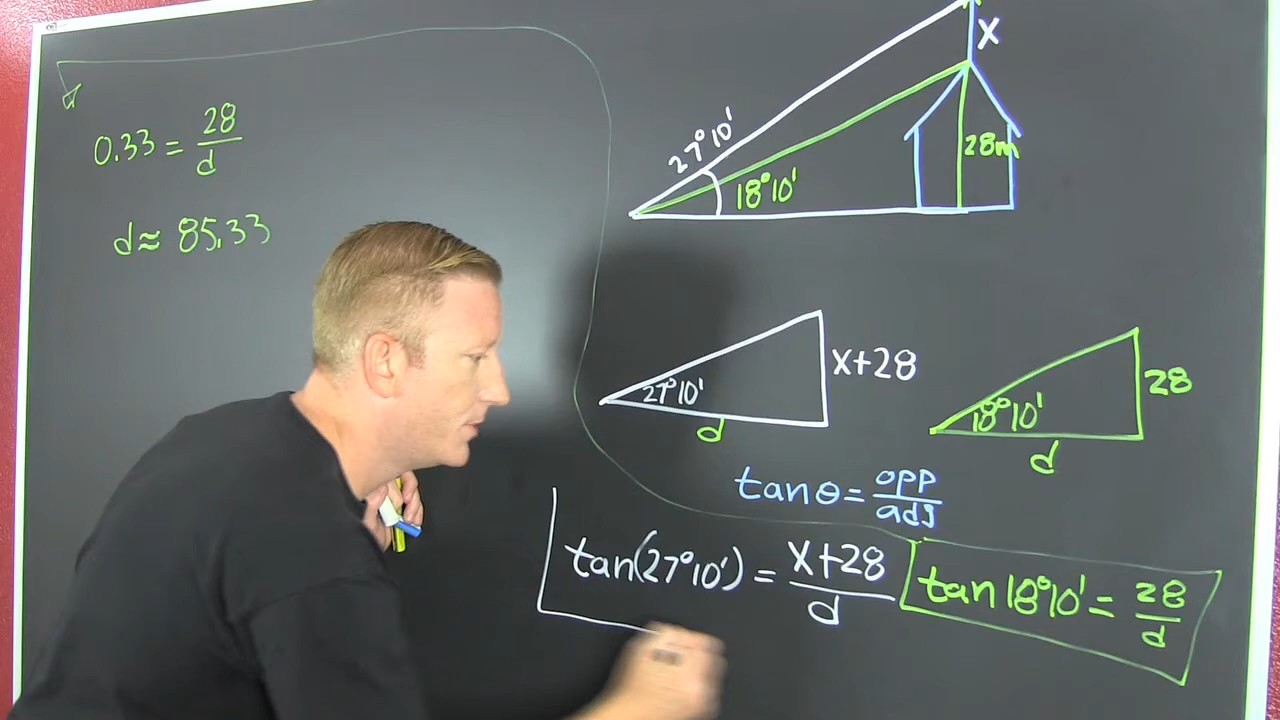 0.33 = 28/d
d ≈ 85.33
x
27°10'
18°10'
28m
27°10'
x+28
d
18°10'
28
d
tan θ = opp/adj
tan(27°10') = x+28/d
tan 18°10' = 28/d